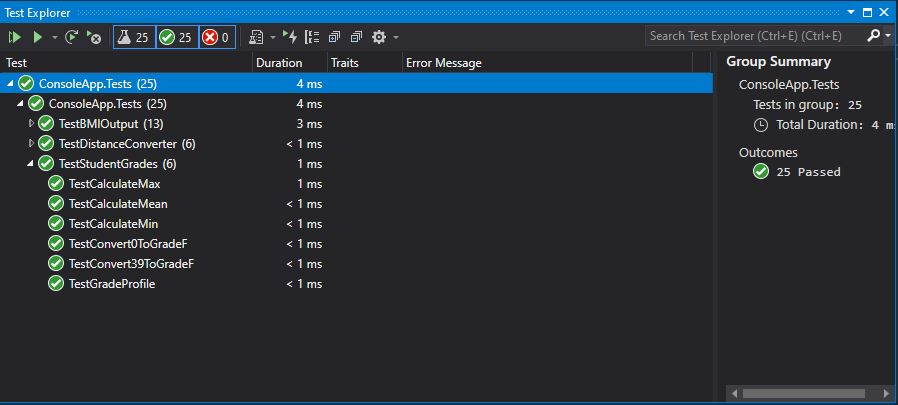 Test Explorer
25 25 0 Search Test Explorer (Ctrl+E) (Ctrl+E)
Test Duration Traits Error Message
ConsoleApp.Tests (25) 4 ms
ConsoleApp.Tests (25) 4 ms
TestBMIOutput (13) 3 ms
TestDistanceConverter (6) < 1 ms
TestStudentGrades (6) 1 ms
TestCalculateMax 1 ms
TestCalculateMean < 1 ms
TestCalculateMin < 1 ms
TestConvert0ToGradeF < 1 ms
TestConvert39ToGradeF < 1 ms
TestGradeProfile < 1 ms
Group Summary
ConsoleApp.Tests
Tests in group: 25
Total Duration: 4 m
Outcomes
25 Passed